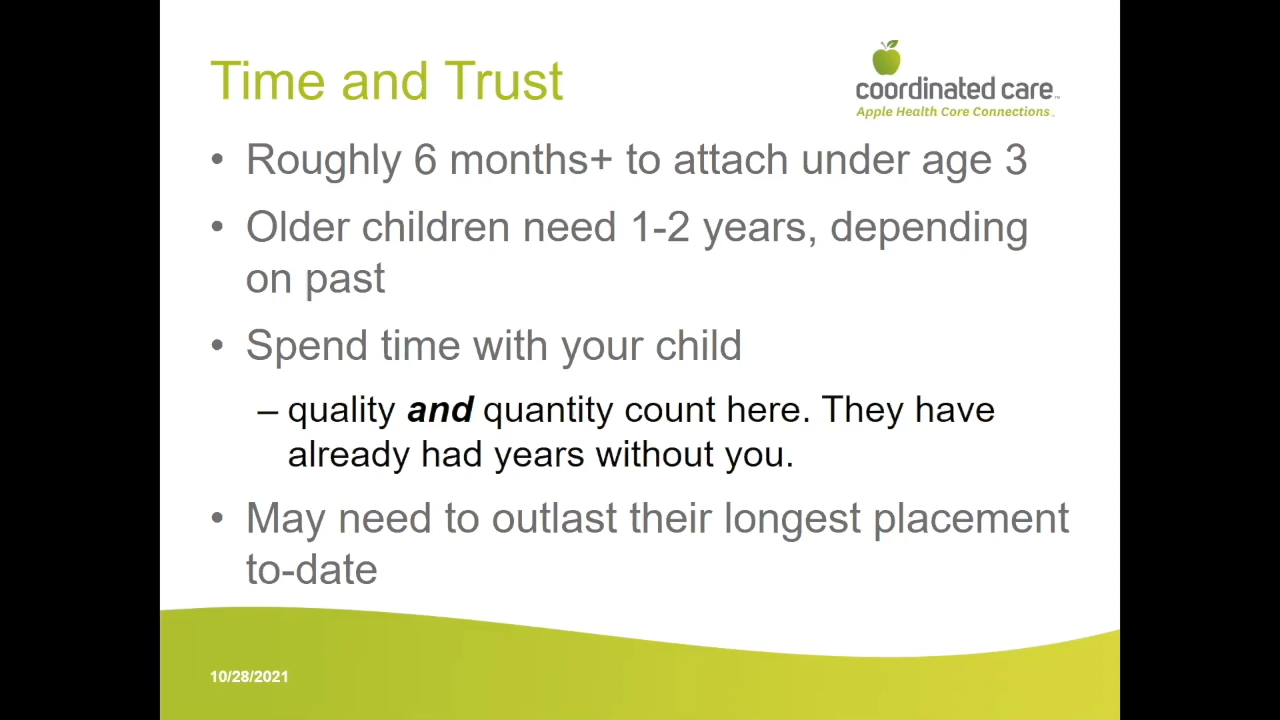 Time and Trust
coordinated care™
Apple Health Core Connections™
• Roughly 6 months+ to attach under age 3
• Older children need 1-2 years, depending
on past
• Spend time with your child
– quality and quantity count here. They have
already had years without you.
• May need to outlast their longest placement
to-date
10/28/2021